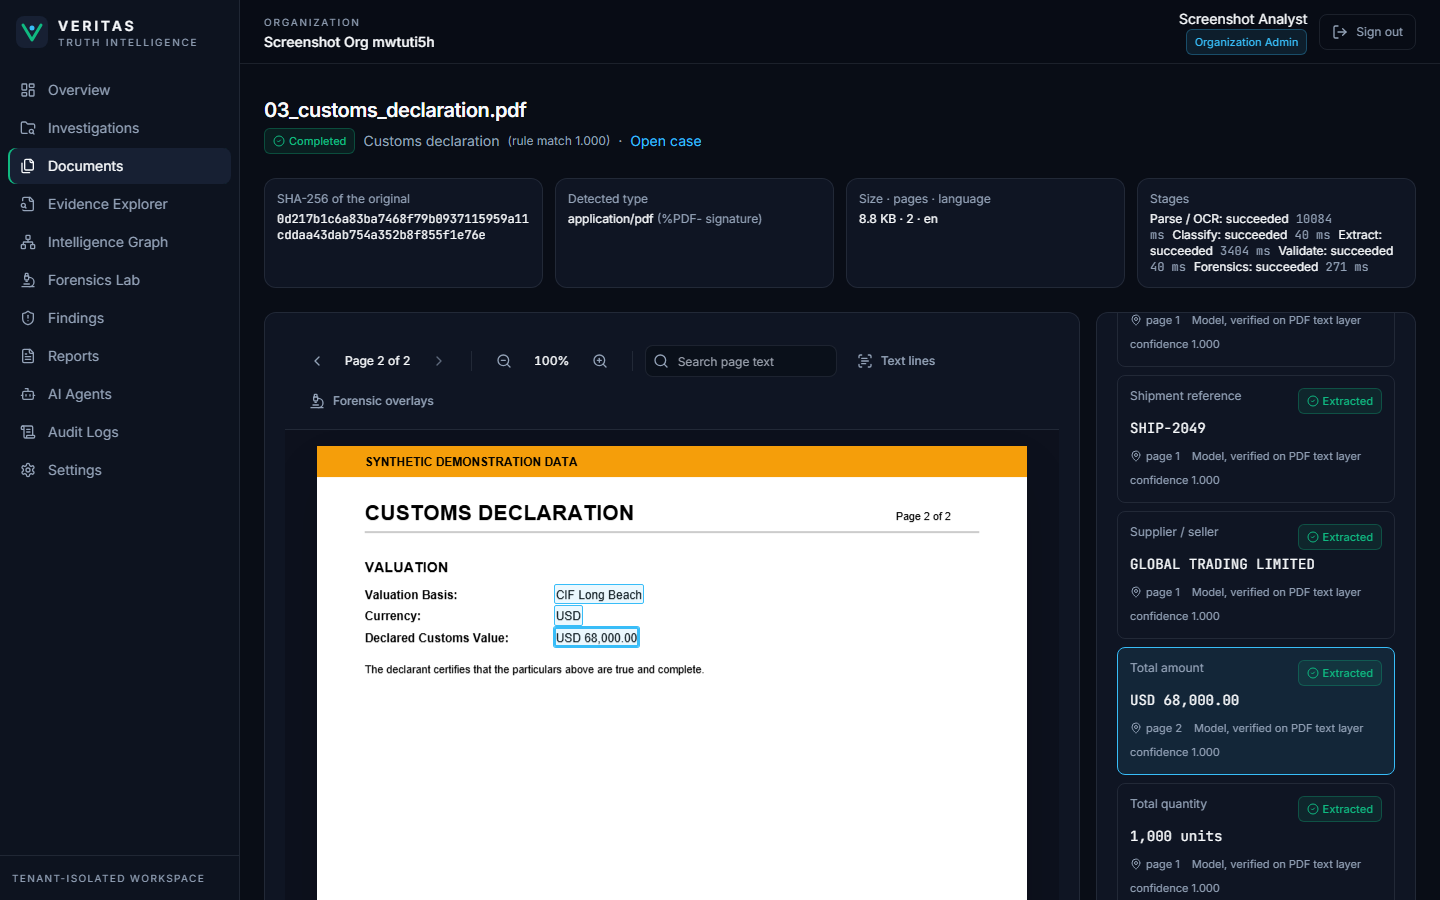 VERITAS
TRUTH INTELLIGENCE
Overview
Investigations
Documents
Evidence Explorer
Intelligence Graph
Forensics Lab
Findings
Reports
AI Agents
Audit Logs
Settings
TENANT-ISOLATED WORKSPACE
ORGANIZATION
Screenshot Org mwtuti5h
Screenshot Analyst
Organization Admin
Sign out
03_customs_declaration.pdf
Completed Customs declaration (rule match 1.000) · Open case
SHA-256 of the original
0d217b1c6a83ba7468f79b0937115959a11
cddaa43dab754a352b8f855f1e76e
Detected type
application/pdf (%PDF- signature)
Size · pages · language
8.8 KB · 2 · en
Stages
Parse / OCR: succeeded 10084
ms Classify: succeeded 40 ms Extract:
succeeded 3404 ms Validate: succeeded
40 ms Forensics: succeeded 271 ms
Page 2 of 2
100%
Search page text
Text lines
Forensic overlays
SYNTHETIC DEMONSTRATION DATA
CUSTOMS DECLARATION
Page 2 of 2
VALUATION
Valuation Basis: CIF Long Beach
Currency: USD
Declared Customs Value: USD 68,000.00
The declarant certifies that the particulars above are true and complete.
page 1 Model, verified on PDF text layer
confidence 1.000
Shipment reference
Extracted
SHIP-2049
page 1 Model, verified on PDF text layer
confidence 1.000
Supplier / seller
Extracted
GLOBAL TRADING LIMITED
page 1 Model, verified on PDF text layer
confidence 1.000
Total amount
Extracted
USD 68,000.00
page 2 Model, verified on PDF text layer
confidence 1.000
Total quantity
Extracted
1,000 units
page 1 Model, verified on PDF text layer
confidence 1.000